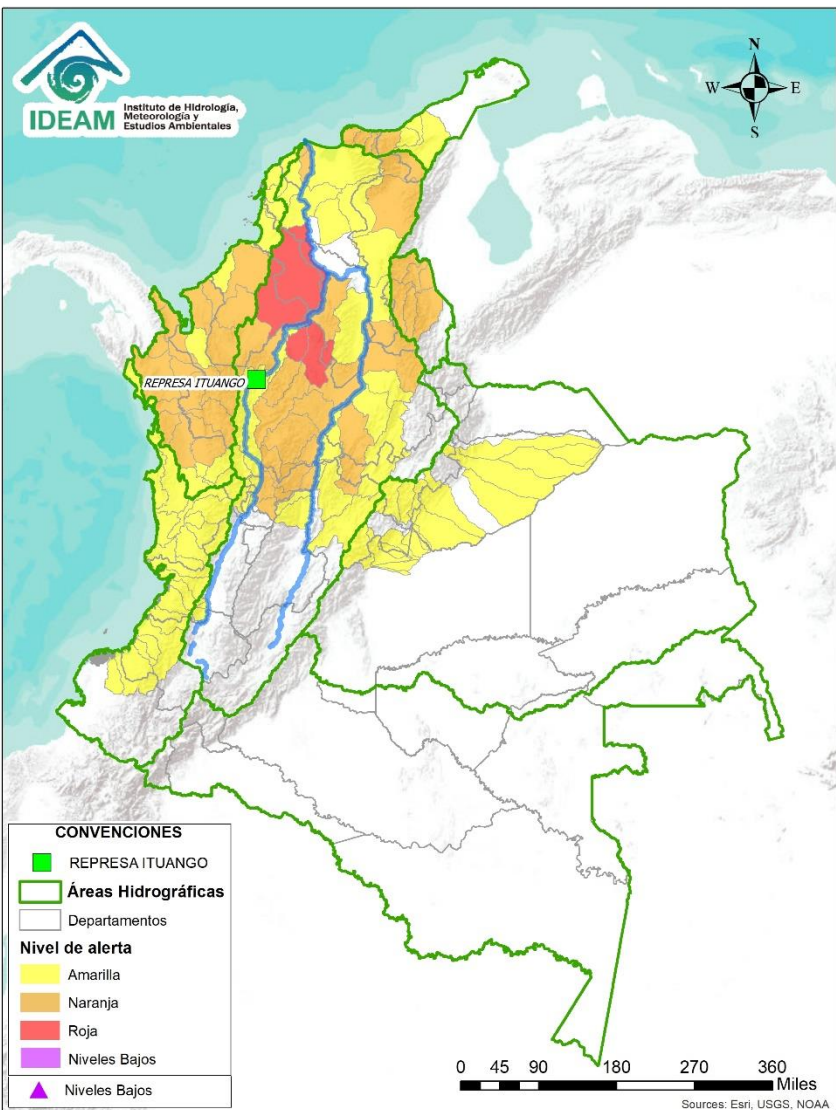 IDEAM
Instituto de Hidrología,
Meteorología y
Estudios Ambientales
N
W
E
S
REPRESA ITUANGO
CONVENCIONES
REPRESA ITUANGO
Áreas Hidrográficas
Departamentos
Nivel de alerta
Amarilla
Naranja
Roja
Niveles Bajos
Niveles Bajos
0 45 90 180 270 360
Miles
Sources: Esri, USGS, NOAA